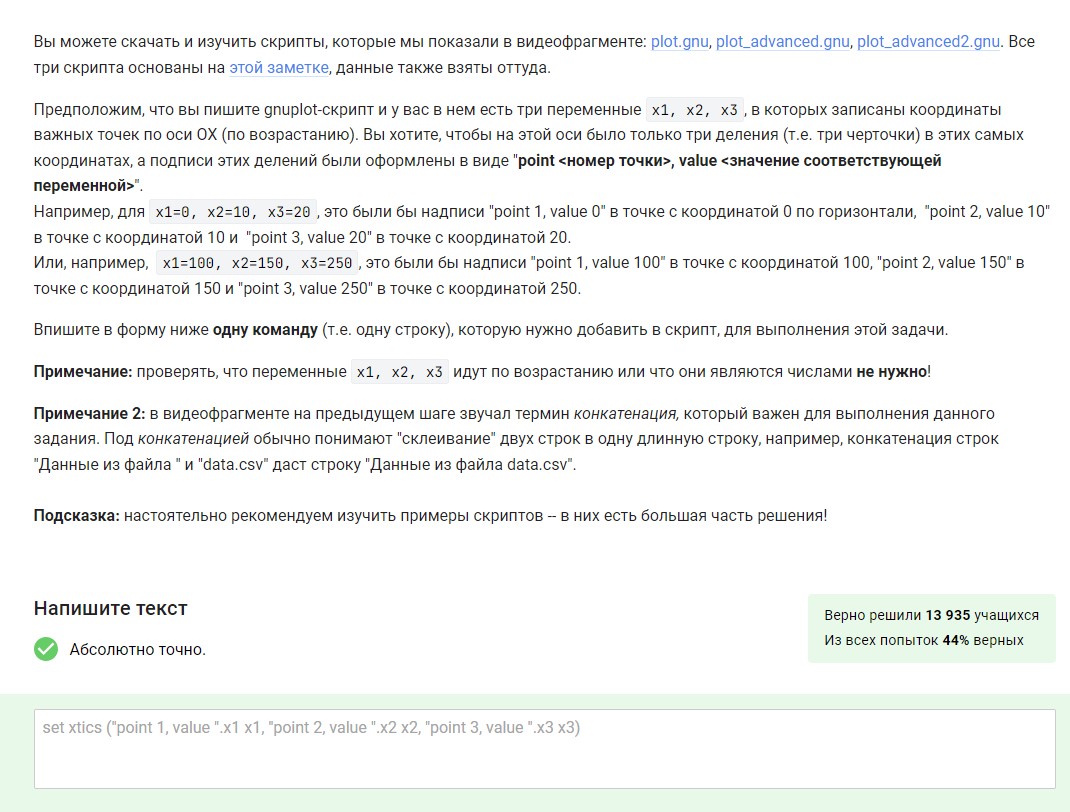 Вы можете скачать и изучить скрипты, которые мы показали в видеофрагменте: plot.gnu, plot_advanced.gnu, plot_advanced2.gnu. Все
три скрипта основаны на этой заметке, данные также взяты оттуда.
Предположим, что вы пишите gnuplot-скрипт и у вас в нем есть три переменные x1, x2, x3, в которых записаны координаты
важных точек по оси OX (по возрастанию). Вы хотите, чтобы на этой оси было только три деления (т.е. три черточки) в этих самых
координатах, а подписи этих делений были оформлены в виде "point <номер точки>, value <значение соответствующей
переменной>".
Например, для x1=0, x2=10, x3=20, это были бы надписи "point 1, value 0" в точке с координатой 0 по горизонтали, "point 2, value 10"
в точке с координатой 10 и "point 3, value 20" в точке с координатой 20.
Или, например, x1=100, x2=150, x3=250, это были бы надписи "point 1, value 100" в точке с координатой 100, "point 2, value 150" в
точке с координатой 150 и "point 3, value 250" в точке с координатой 250.
Впишите в форму ниже одну команду (т.е. одну строку), которую нужно добавить в скрипт, для выполнения этой задачи.
Примечание: проверять, что переменные x1, x2, x3 идут по возрастанию или что они являются числами не нужно!
Примечание 2: в видеофрагменте на предыдущем шаге звучал термин конкатенация, который важен для выполнения данного
задания. Под конкатенацией обычно понимают "склеивание" двух строк в одну длинную строку, например, конкатенация строк
"Данные из файла " и "data.csv" даст строку "Данные из файла data.csv".
Подсказка: настоятельно рекомендуем изучить примеры скриптов -- в них есть большая часть решения!
Напишите текст
Абсолютно точно.
Верно решили 13 935 учащихся
Из всех попыток 44% верных
set xtics ("point 1, value ".x1 x1, "point 2, value ".x2 x2, "point 3, value ".x3 x3)